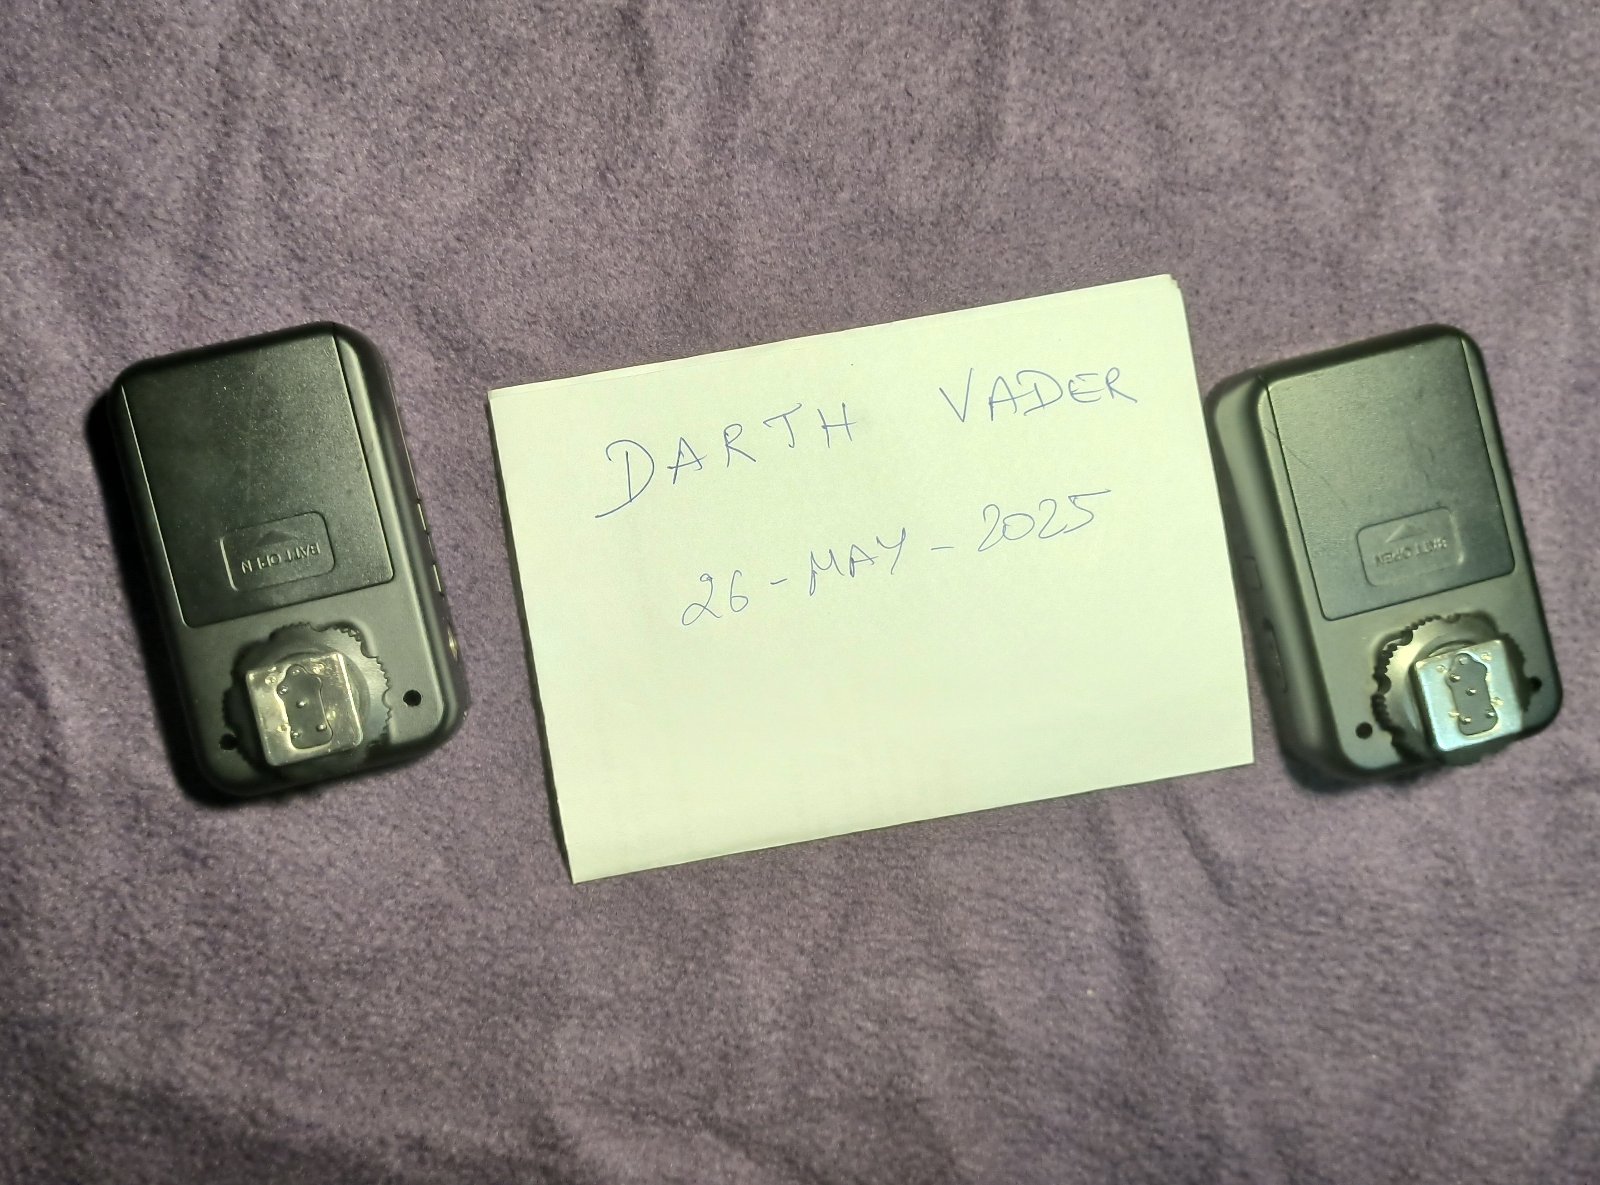 DARTH VADER
26-MAY-2025
BATT OPEN
BATT OPEN